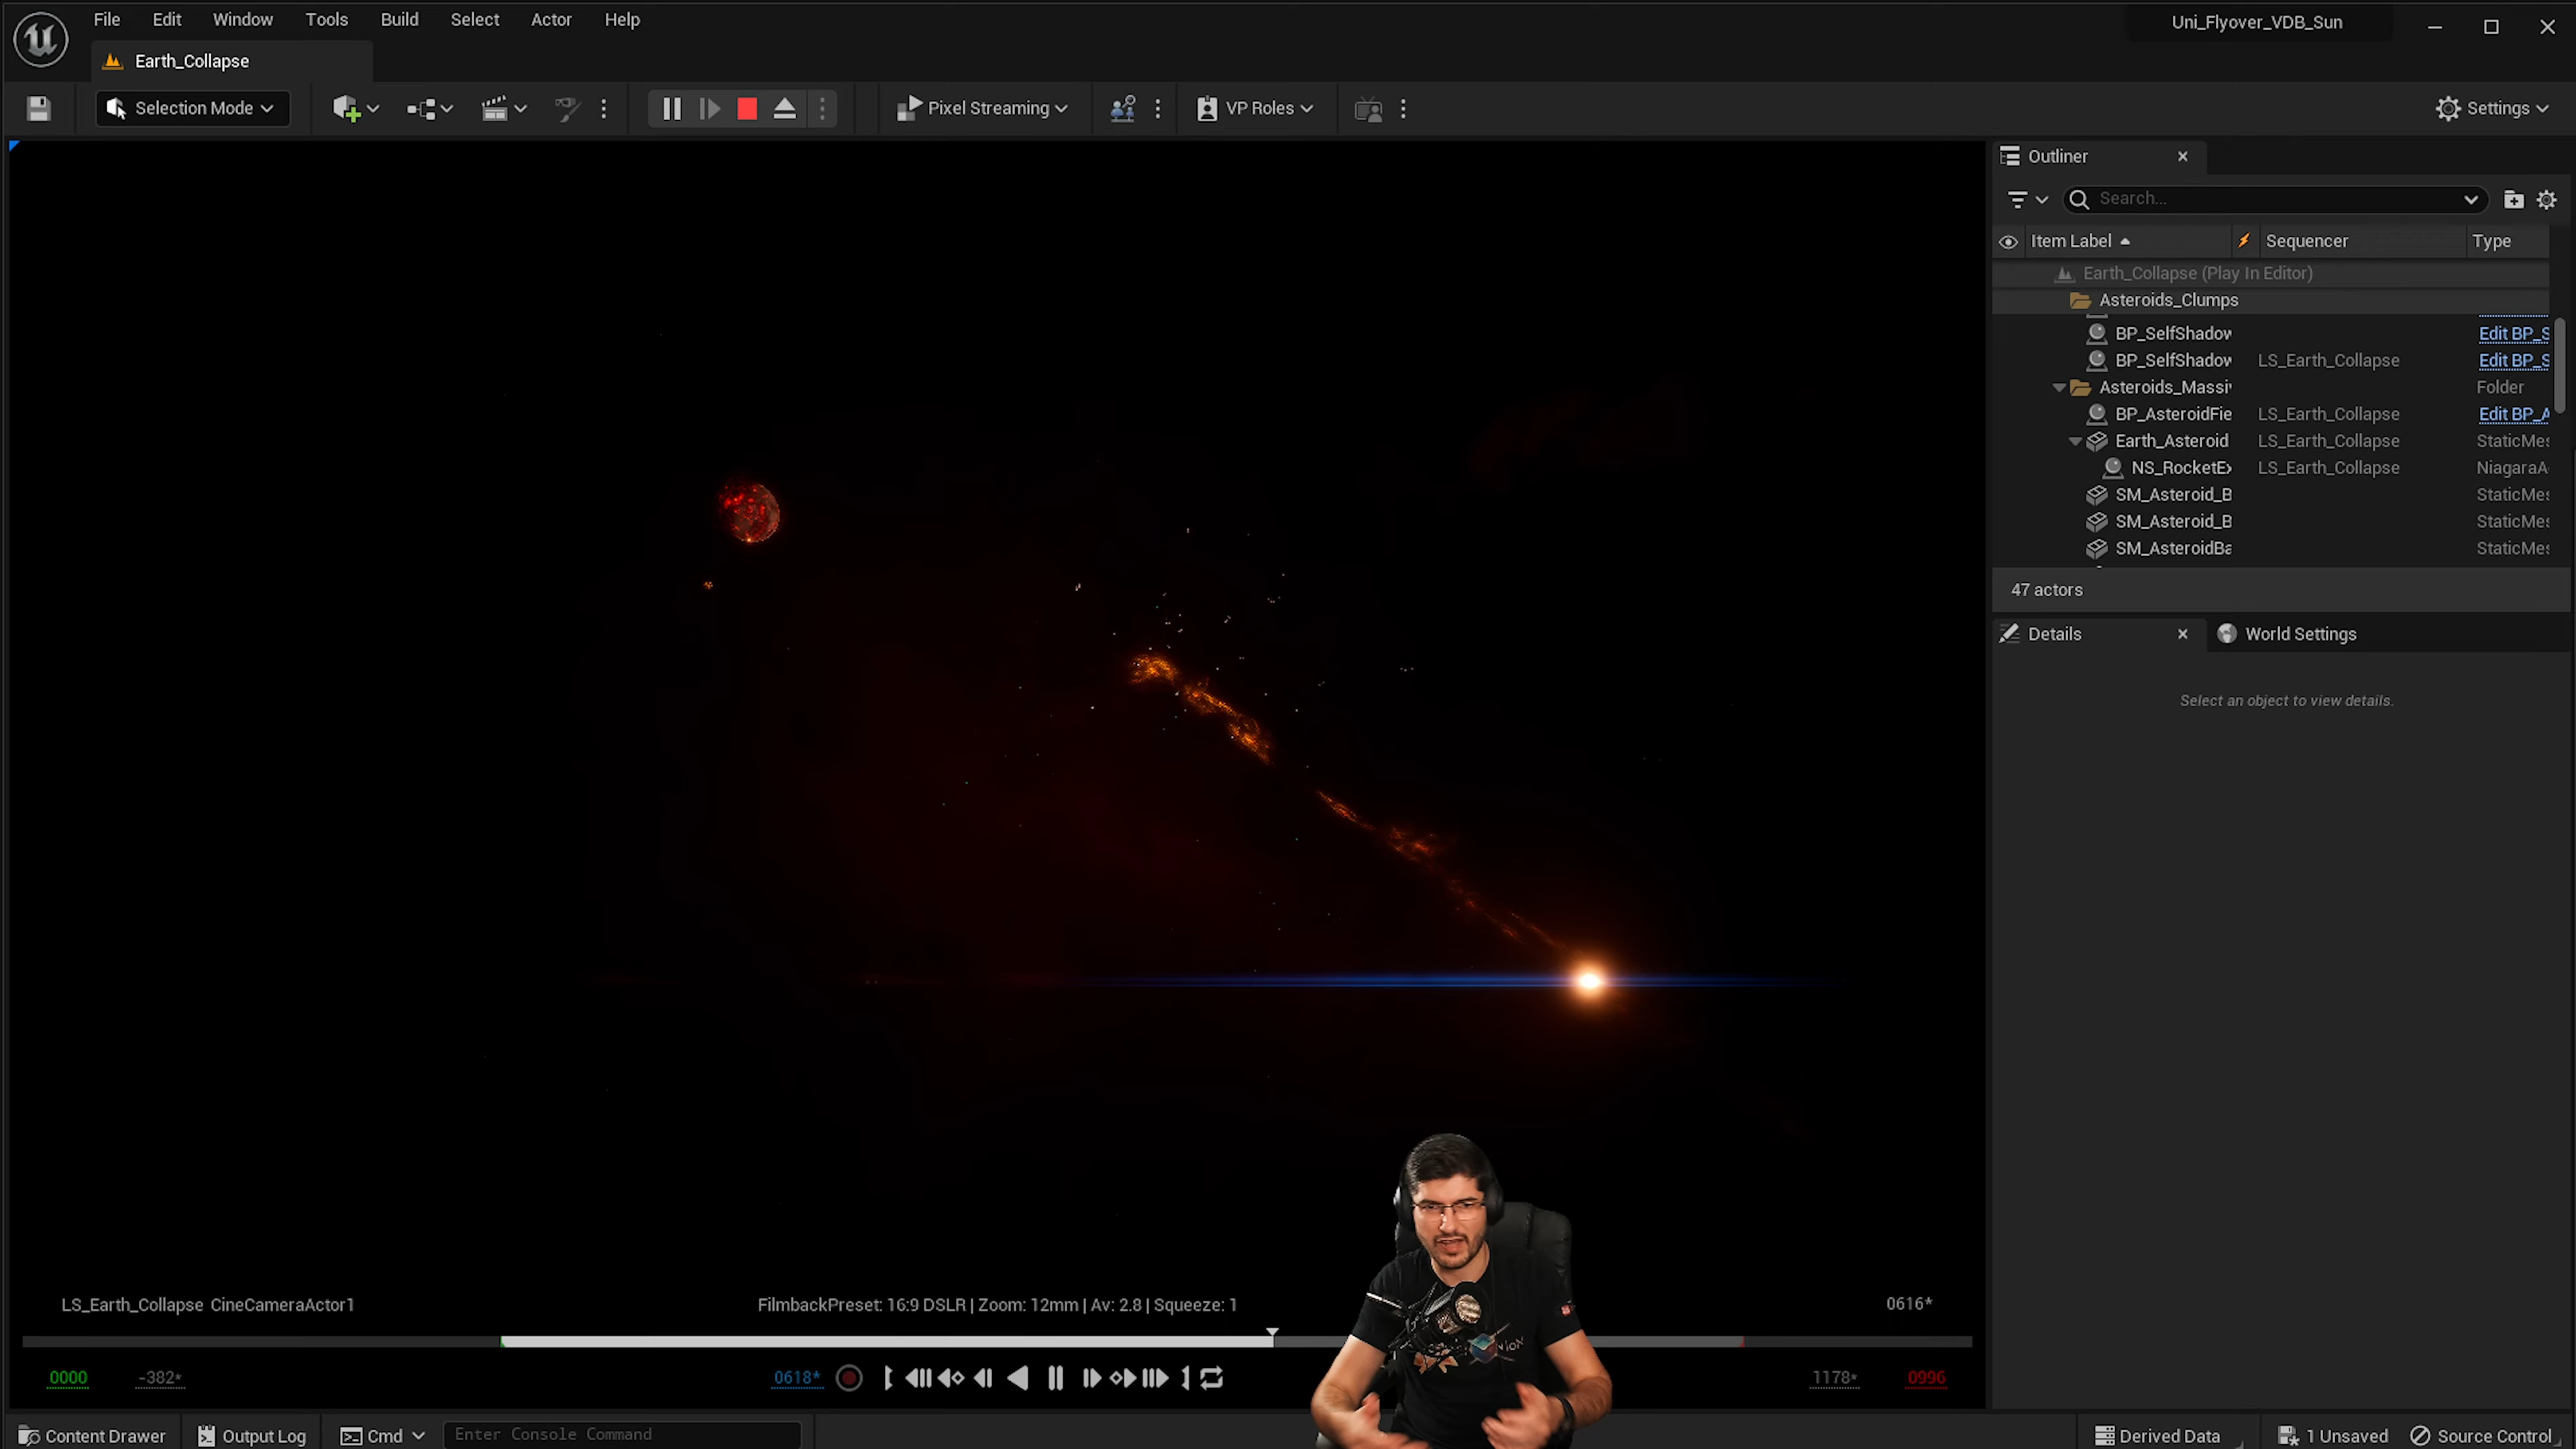 File Edit Window Tools Build Select Actor Help
Uni_Flyover_VDB_Sun
Earth_Collapse
Selection Mode
Pixel Streaming
VP Roles
Settings
Outliner
Search...
Item Label Sequencer Type
Earth_Collapse (Play In Editor)
Asteroids_Clumps
BP_SelfShadow Edit BP_S
BP_SelfShadow LS_Earth_Collapse Edit BP_S
Asteroids_Massiv Folder
BP_AsteroidFie LS_Earth_Collapse Edit BP_A
Earth_Asteroid LS_Earth_Collapse StaticMes
NS_RocketEx LS_Earth_Collapse NiagaraA
SM_Asteroid_B StaticMes
SM_Asteroid_B StaticMes
SM_AsteroidBa StaticMes
47 actors
Details
World Settings
Select an object to view details.
LS_Earth_Collapse CineCameraActor1
FilmbackPreset: 16:9 DSLR | Zoom: 12mm | Av: 2.8 | Squeeze: 1
0616*
0000 -382* 0618* 1178* 0996
Content Drawer Output Log Cmd Enter Console Command
Derived Data 1 Unsaved Source Control